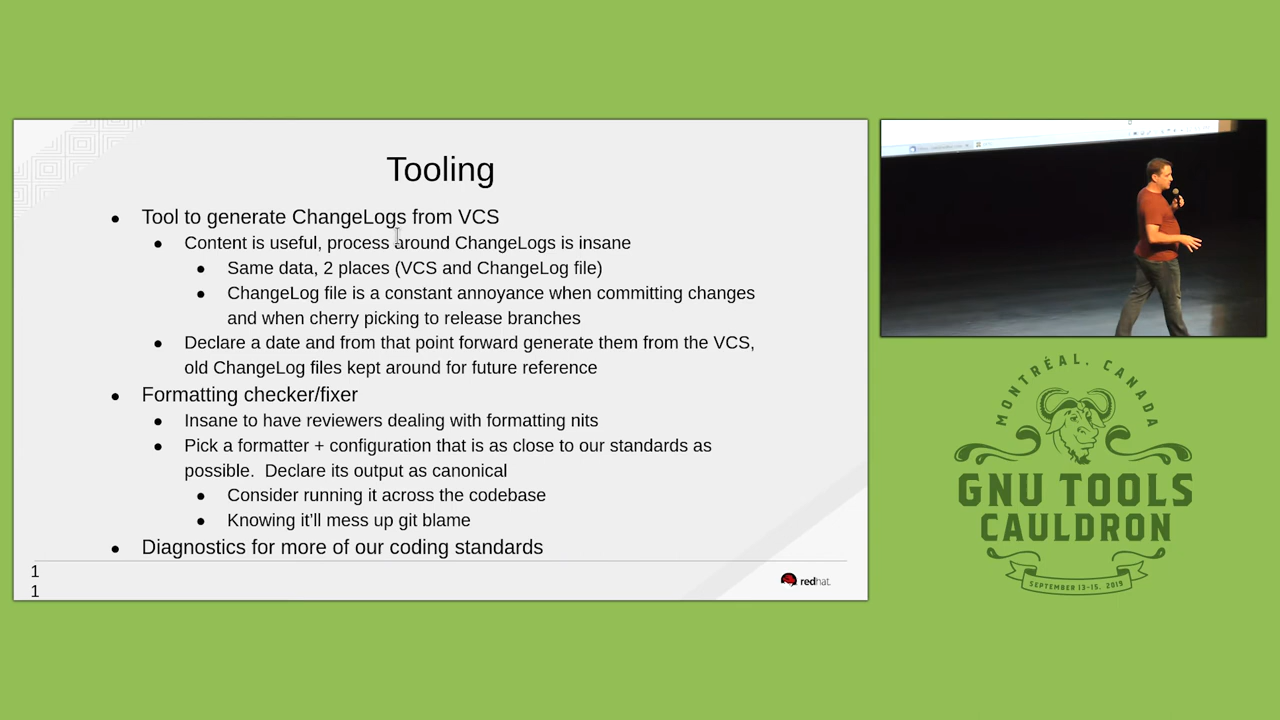 Tooling
● Tool to generate ChangeLogs from VCS
● Content is useful, process around ChangeLogs is insane
● Same data, 2 places (VCS and ChangeLog file)
● ChangeLog file is a constant annoyance when committing changes
and when cherry picking to release branches
● Declare a date and from that point forward generate them from the VCS,
old ChangeLog files kept around for future reference
● Formatting checker/fixer
● Insane to have reviewers dealing with formatting nits
● Pick a formatter + configuration that is as close to our standards as
possible.  Declare its output as canonical
● Consider running it across the codebase
● Knowing it'll mess up git blame
● Diagnostics for more of our coding standards
1
1
redhat.
MONTRÉAL, CANADA
GNU TOOLS
CAULDRON
SEPTEMBER 13-15, 2019